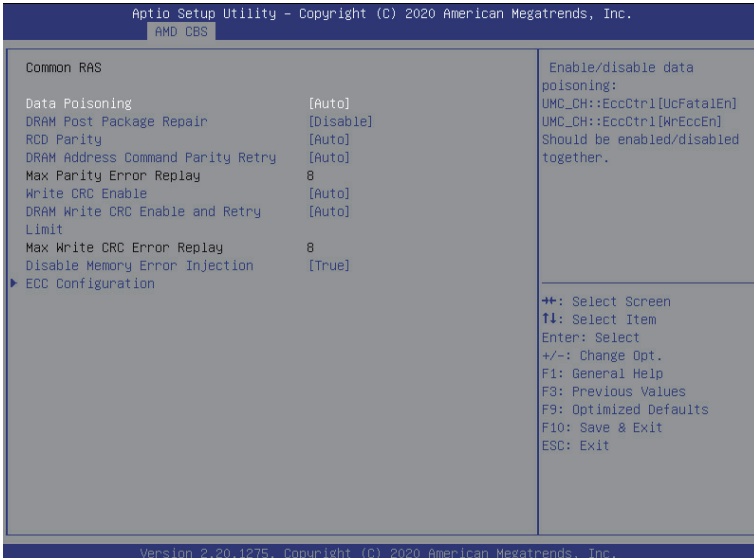 Aptio Setup Utility – Copyright (C) 2020 American Megatrends, Inc.
AMD CBS
Common RAS
Data Poisoning [Auto]
DRAM Post Package Repair [Disable]
RCD Parity [Auto]
DRAM Address Command Parity Retry [Auto]
Max Parity Error Replay 8
Write CRC Enable [Auto]
DRAM Write CRC Enable and Retry [Auto]
Limit
Max Write CRC Error Replay 8
Disable Memory Error Injection [True]
ECC Configuration
Enable/disable data
poisoning:
UMC_CH::EccCtrl[UcFatalEn]
UMC_CH::EccCtrl[WrEccEn]
Should be enabled/disabled
together.
→←: Select Screen
↑↓: Select Item
Enter: Select
+/-: Change Opt.
F1: General Help
F3: Previous Values
F9: Optimized Defaults
F10: Save & Exit
ESC: Exit
Version 2.20.1275. Copyright (C) 2020 American Megatrends, Inc.